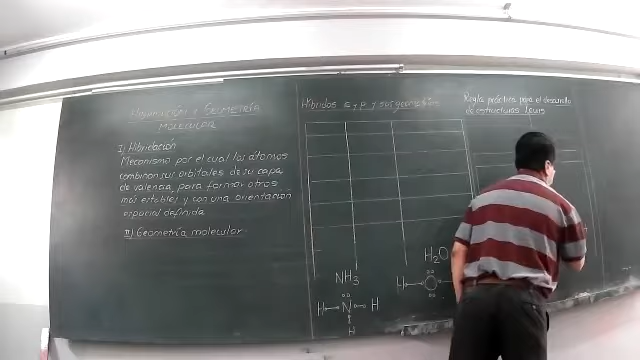 HIBRIDACIÓN Y GEOMETRÍA
MOLECULAR
I) Hibridación
Mecanismo por el cual los átomos
combinan sus orbitales de su capa
de valencia para formar otros
más estables y con una orientación
espacial definida
II) Geometría molecular
Híbridos s y p y sus geometrías
Regla práctica para el desarrollo
de estructuras Lewis
NH3
H N H
H
H2O
H O